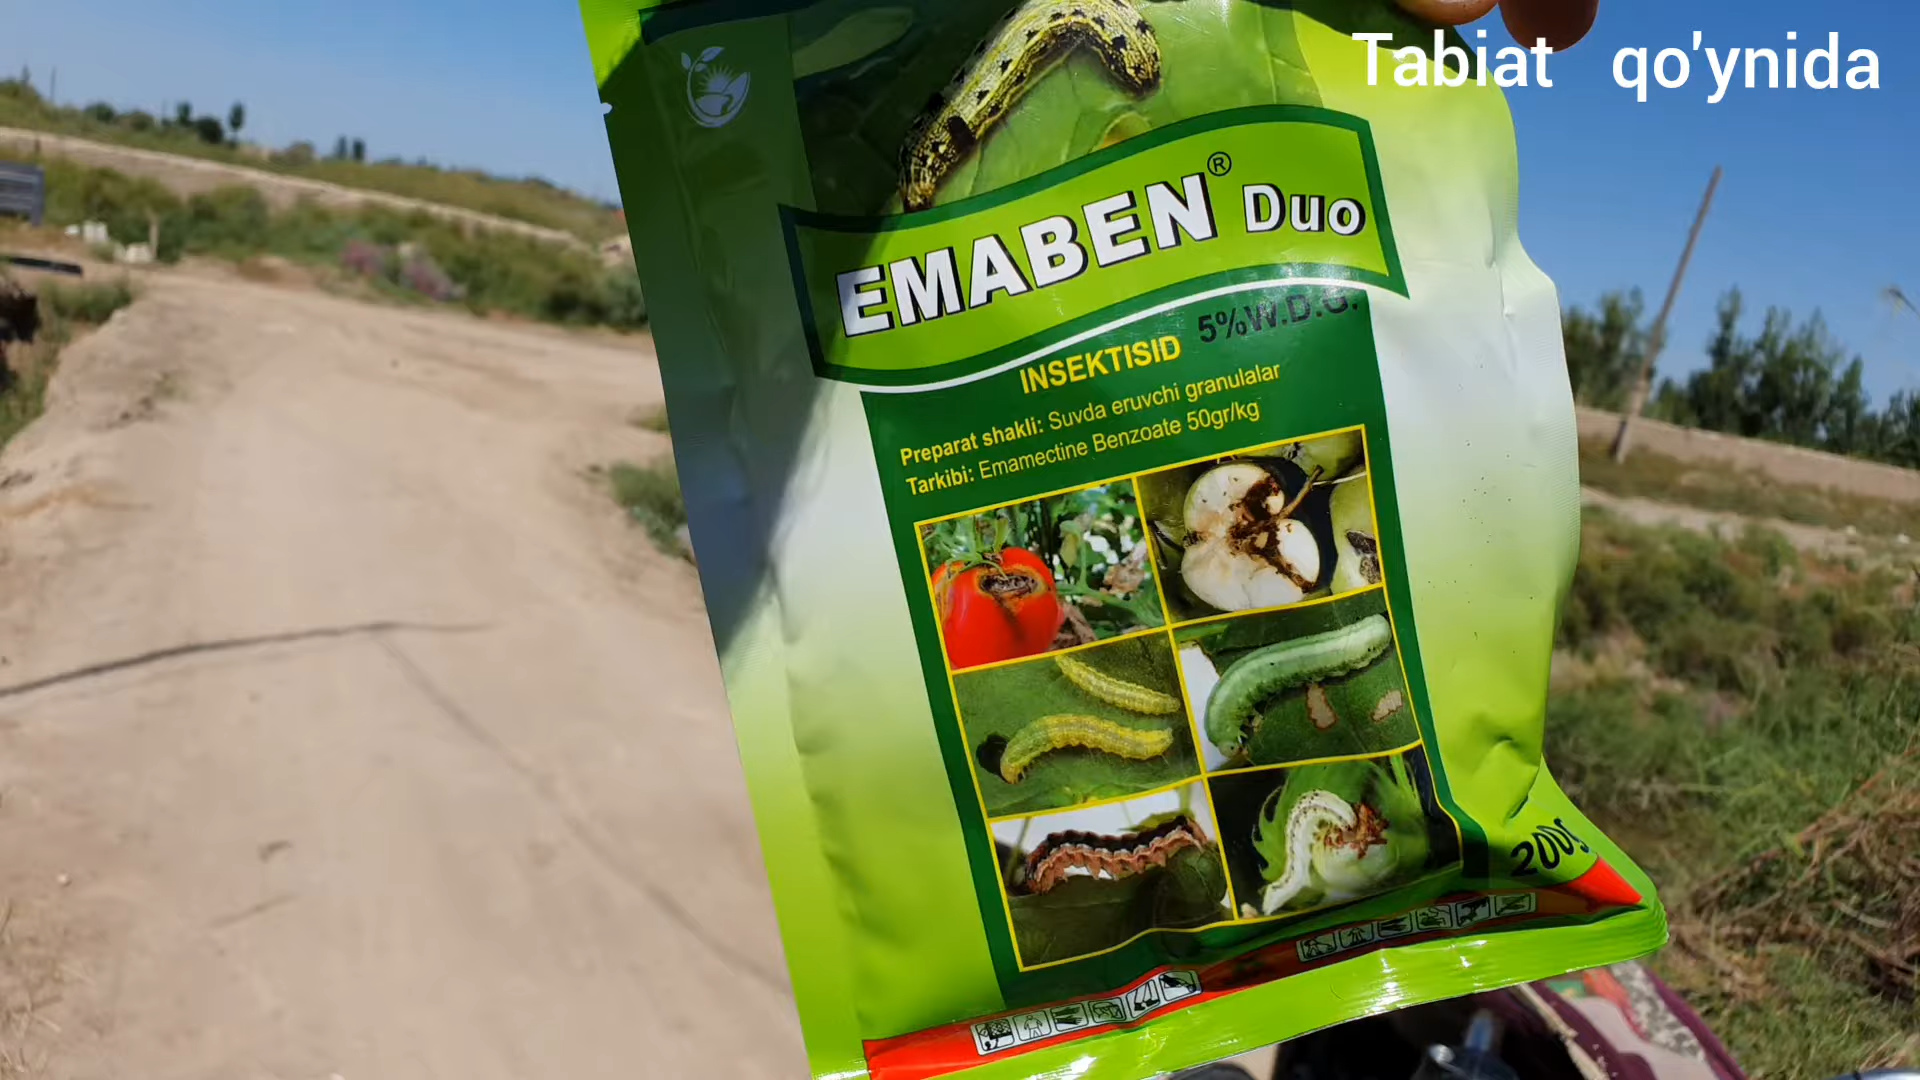 Tabiat qo'ynida
EMABEN® Duo
5%W.D.G.
INSEKTISID
Preparat shakli: Suvda eruvchi granulalar
Tarkibi: Emamectine Benzoate 50gr/kg
200g